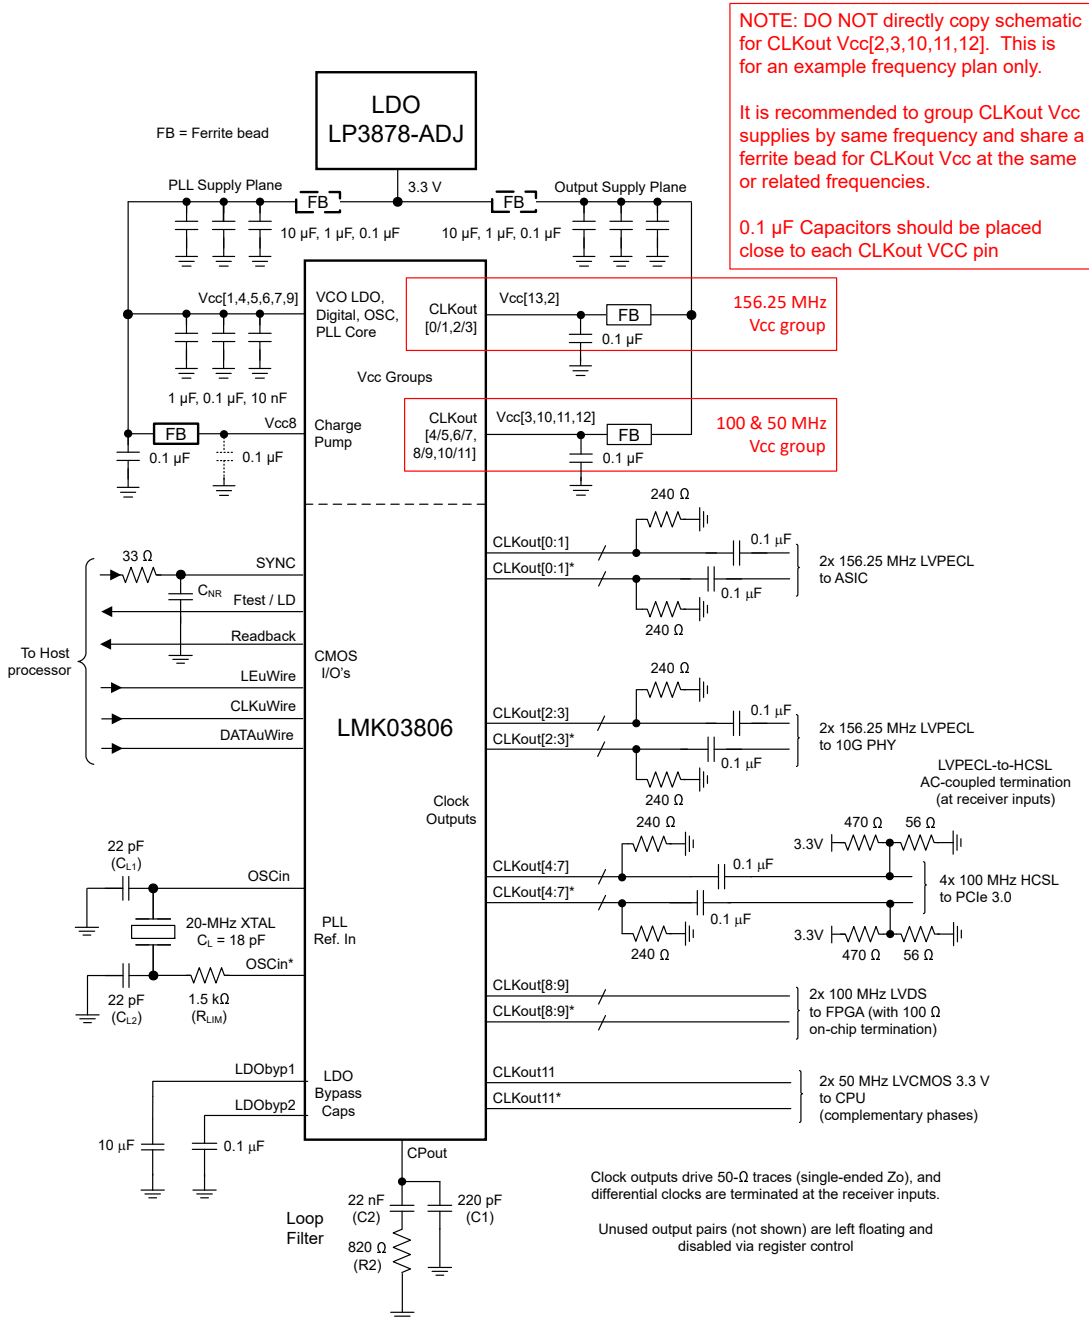 NOTE: DO NOT directly copy schematic
for CLKout Vcc[2,3,10,11,12].  This is
for an example frequency plan only.
It is recommended to group CLKout Vcc
supplies by same frequency and share a
ferrite bead for CLKout Vcc at the same
or related frequencies.
0.1 µF Capacitors should be placed
close to each CLKout VCC pin
LDO
LP3878-ADJ
FB = Ferrite bead
3.3 V
PLL Supply Plane
FB
FB
Output Supply Plane
10 µF, 1 µF, 0.1 µF
10 µF, 1 µF, 0.1 µF
Vcc[1,4,5,6,7,9]
VCO LDO,
Digital, OSC,
PLL Core
CLKout
[0/1,2/3]
Vcc[13,2]
FB
0.1 µF
156.25 MHz
Vcc group
1 µF, 0.1 µF, 10 nF
Vcc Groups
Vcc8
FB
0.1 µF
0.1 µF
Charge
Pump
CLKout
[4/5,6/7,
8/9,10/11]
Vcc[3,10,11,12]
FB
0.1 µF
100 & 50 MHz
Vcc group
240 Ω
CLKout[0:1]
0.1 µF
CLKout[0:1]*
0.1 µF
240 Ω
2x 156.25 MHz LVPECL
to ASIC
33 Ω
SYNC
CNR
Ftest / LD
Readback
To Host
processor
LEuWire
CLKuWire
DATAuWire
CMOS
I/O's
LMK03806
240 Ω
CLKout[2:3]
0.1 µF
CLKout[2:3]*
0.1 µF
240 Ω
2x 156.25 MHz LVPECL
to 10G PHY
LVPECL-to-HCSL
AC-coupled termination
(at receiver inputs)
Clock
Outputs
240 Ω
470 Ω
56 Ω
3.3V
CLKout[4:7]
0.1 µF
CLKout[4:7]*
0.1 µF
240 Ω
3.3V
470 Ω
56 Ω
4x 100 MHz HCSL
to PCIe 3.0
22 pF
(CL1)
OSCin
20-MHz XTAL
CL = 18 pF
PLL
Ref. In
OSCin*
22 pF
(CL2)
1.5 kΩ
(RLIM)
CLKout[8:9]
CLKout[8:9]*
2x 100 MHz LVDS
to FPGA (with 100 Ω
on-chip termination)
LDObyp1
LDObyp2
LDO
Bypass
Caps
10 µF
0.1 µF
CLKout11
CLKout11*
2x 50 MHz LVCMOS 3.3 V
to CPU
(complementary phases)
CPout
22 nF
(C2)
220 pF
(C1)
Loop
Filter
820 Ω
(R2)
Clock outputs drive 50-Ω traces (single-ended Zo), and
differential clocks are terminated at the receiver inputs.
Unused output pairs (not shown) are left floating and
disabled via register control